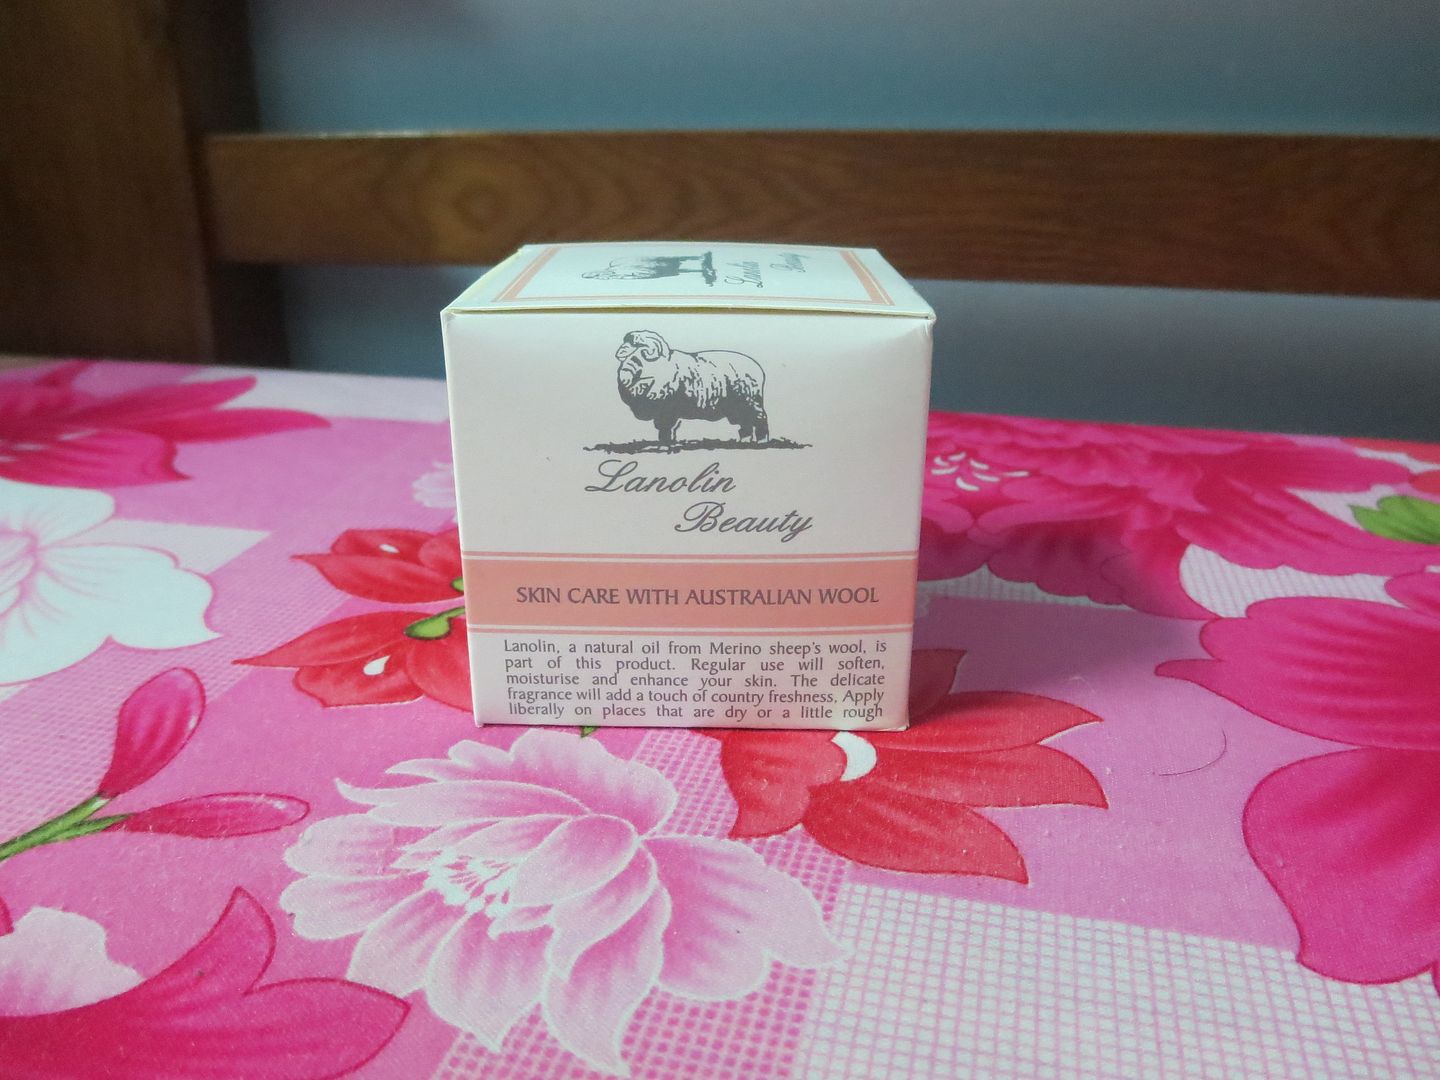 Lanolin
Beauty
Lanolin
Beauty
SKIN CARE WITH AUSTRALIAN WOOL
Lanolin, a natural oil from Merino sheep's wool, is
part of this product. Regular use will soften,
moisturise and enhance your skin. The delicate
fragrance will add a touch of country freshness. Apply
liberally on places that are dry or a little rough